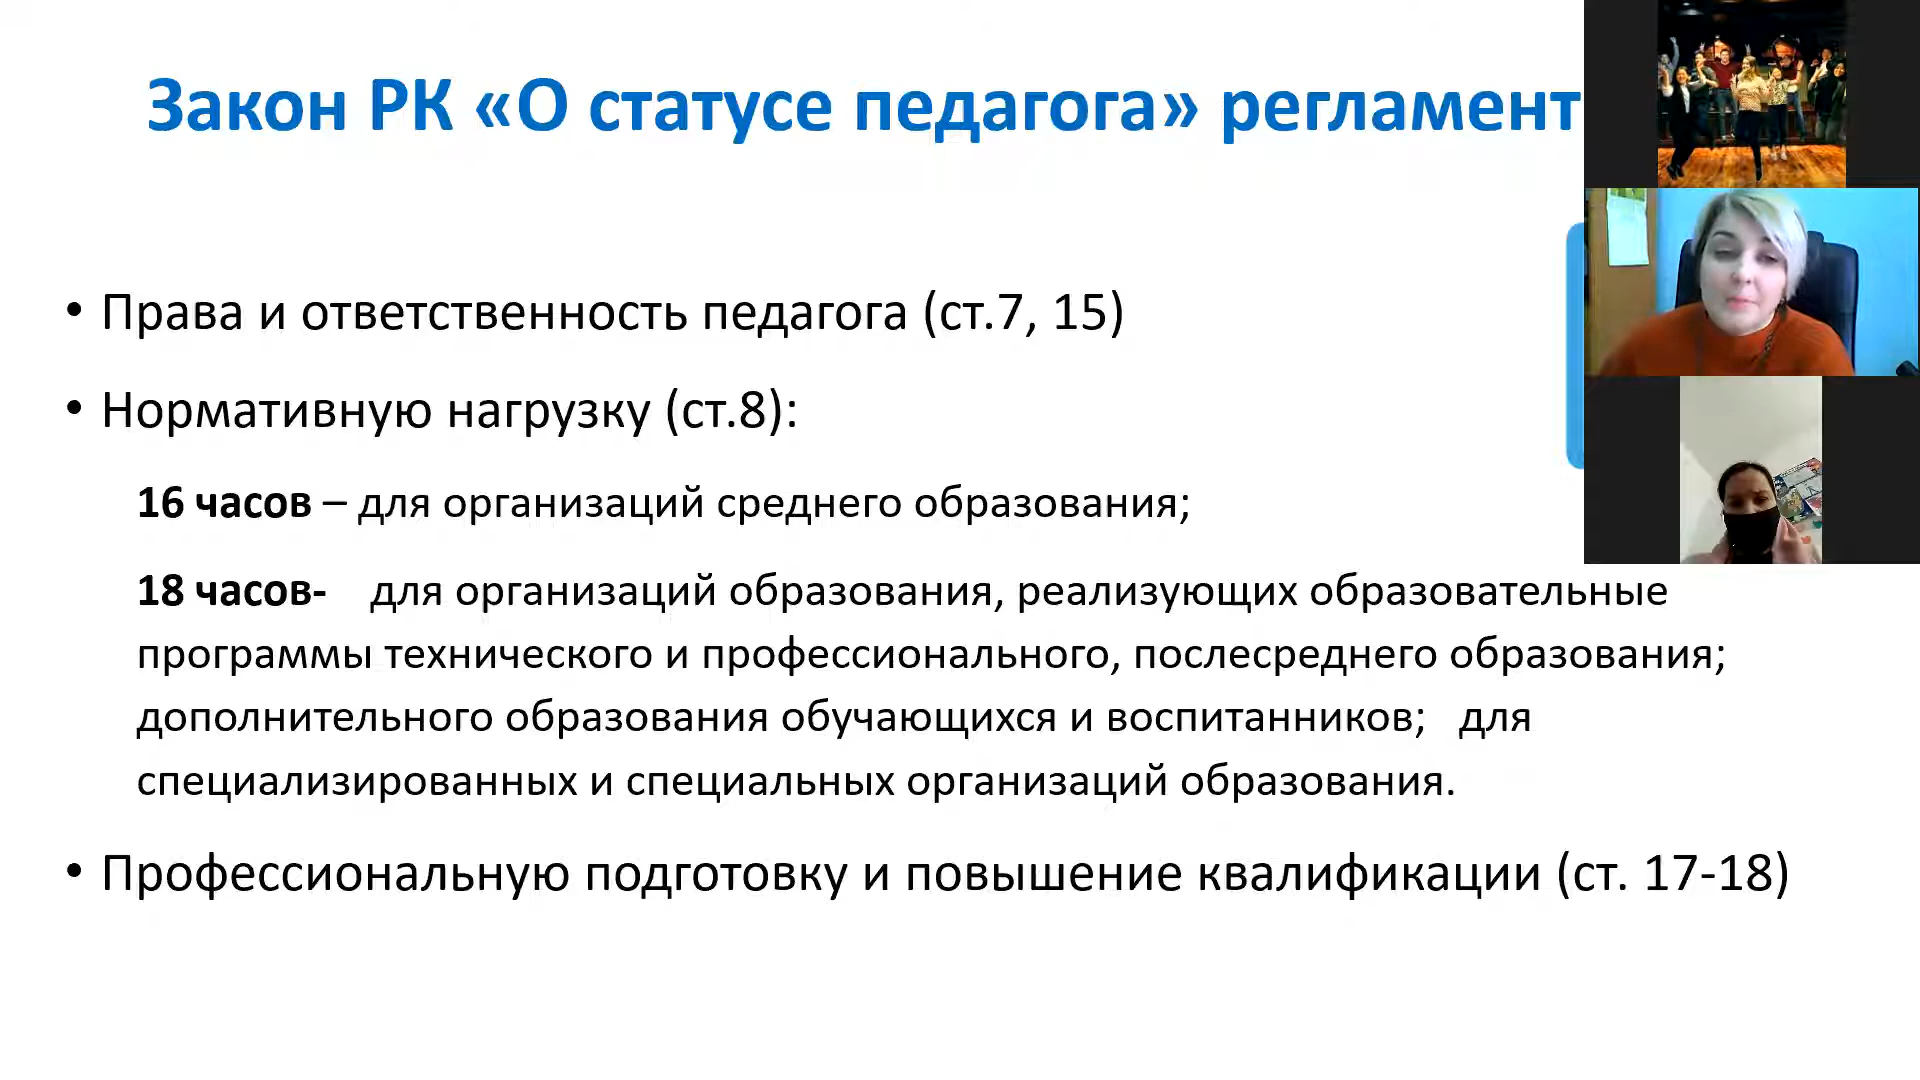 Закон РК «О статусе педагога» регламент
• Права и ответственность педагога (ст.7, 15)
• Нормативную нагрузку (ст.8):
16 часов – для организаций среднего образования;
18 часов- для организаций образования, реализующих образовательные
программы технического и профессионального, послесреднего образования;
дополнительного образования обучающихся и воспитанников; для
специализированных и специальных организаций образования.
• Профессиональную подготовку и повышение квалификации (ст. 17-18)